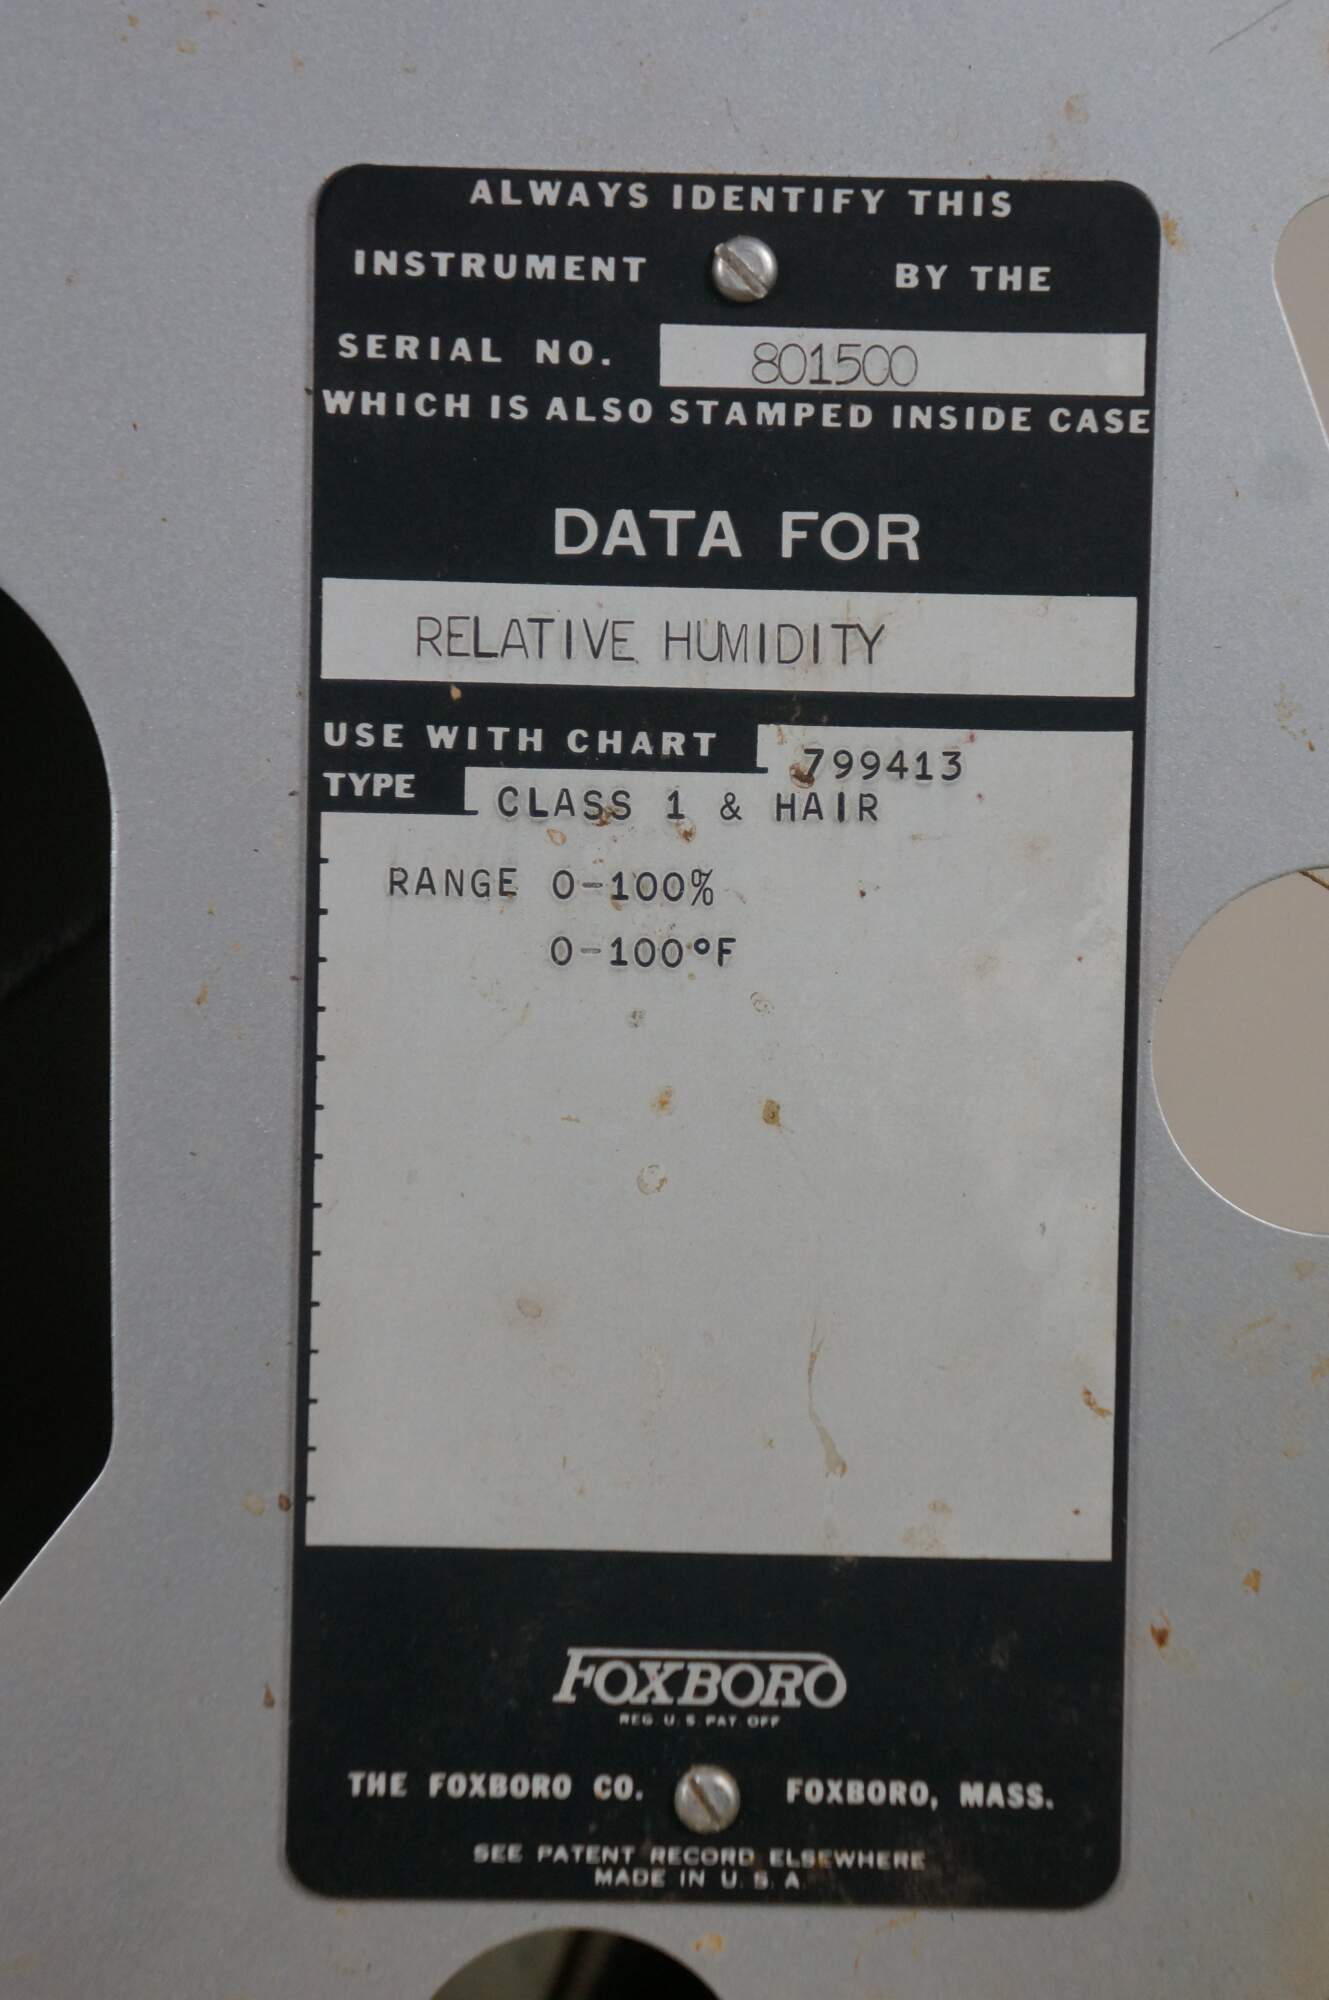 ALWAYS IDENTIFY THIS
INSTRUMENT BY THE
SERIAL NO. 801500
WHICH IS ALSO STAMPED INSIDE CASE
DATA FOR
RELATIVE HUMIDITY
USE WITH CHART 799413
TYPE CLASS 1 & HAIR
RANGE 0-100%
0-100°F
FOXBORO
REG. U. S. PAT. OFF
THE FOXBORO CO. FOXBORO, MASS.
SEE PATENT RECORD ELSEWHERE
MADE IN U. S. A